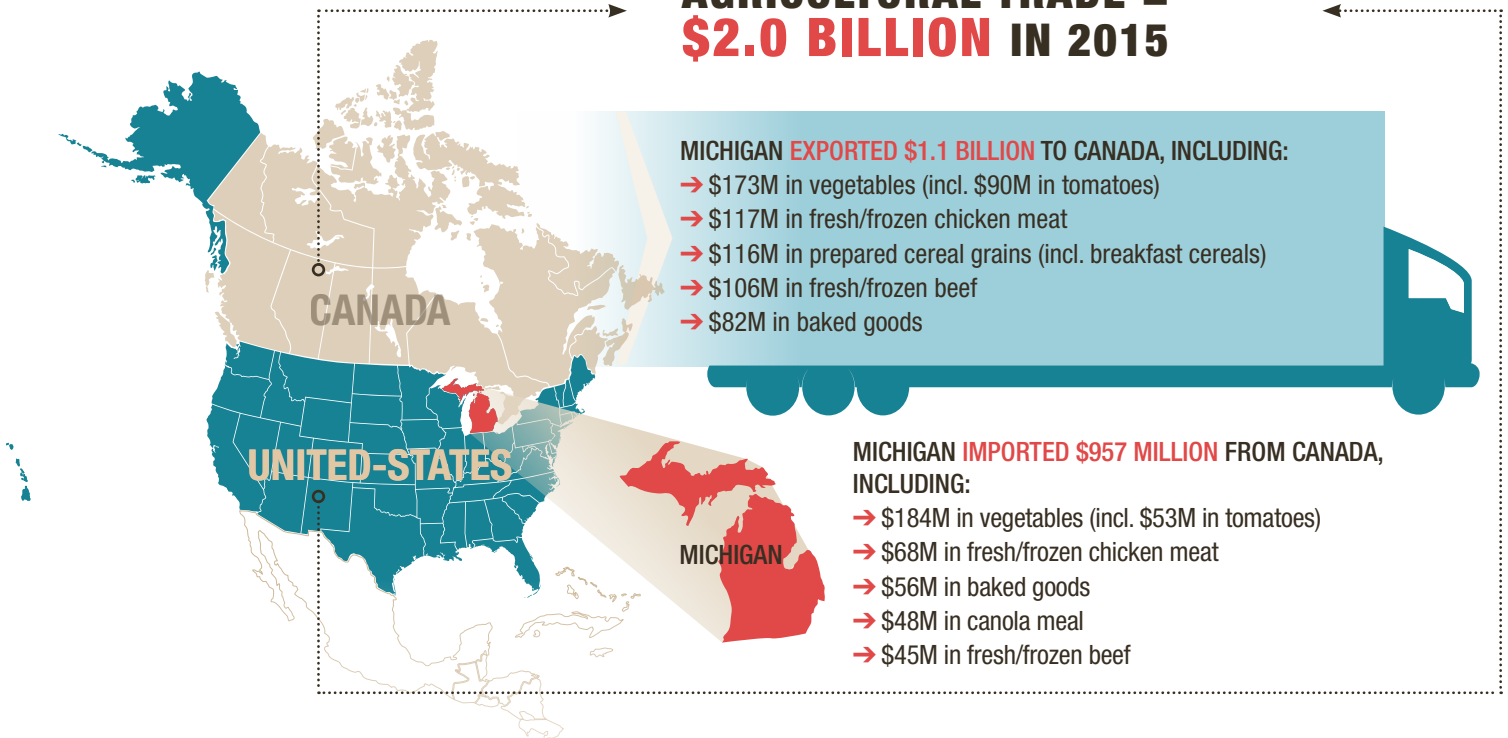 AGRICULTURAL TRADE =
$2.0 BILLION IN 2015
MICHIGAN EXPORTED $1.1 BILLION TO CANADA, INCLUDING:
➔ $173M in vegetables (incl. $90M in tomatoes)
➔ $117M in fresh/frozen chicken meat
➔ $116M in prepared cereal grains (incl. breakfast cereals)
➔ $106M in fresh/frozen beef
➔ $82M in baked goods
CANADA
UNITED-STATES
MICHIGAN
MICHIGAN IMPORTED $957 MILLION FROM CANADA,
INCLUDING:
➔ $184M in vegetables (incl. $53M in tomatoes)
➔ $68M in fresh/frozen chicken meat
➔ $56M in baked goods
➔ $48M in canola meal
➔ $45M in fresh/frozen beef